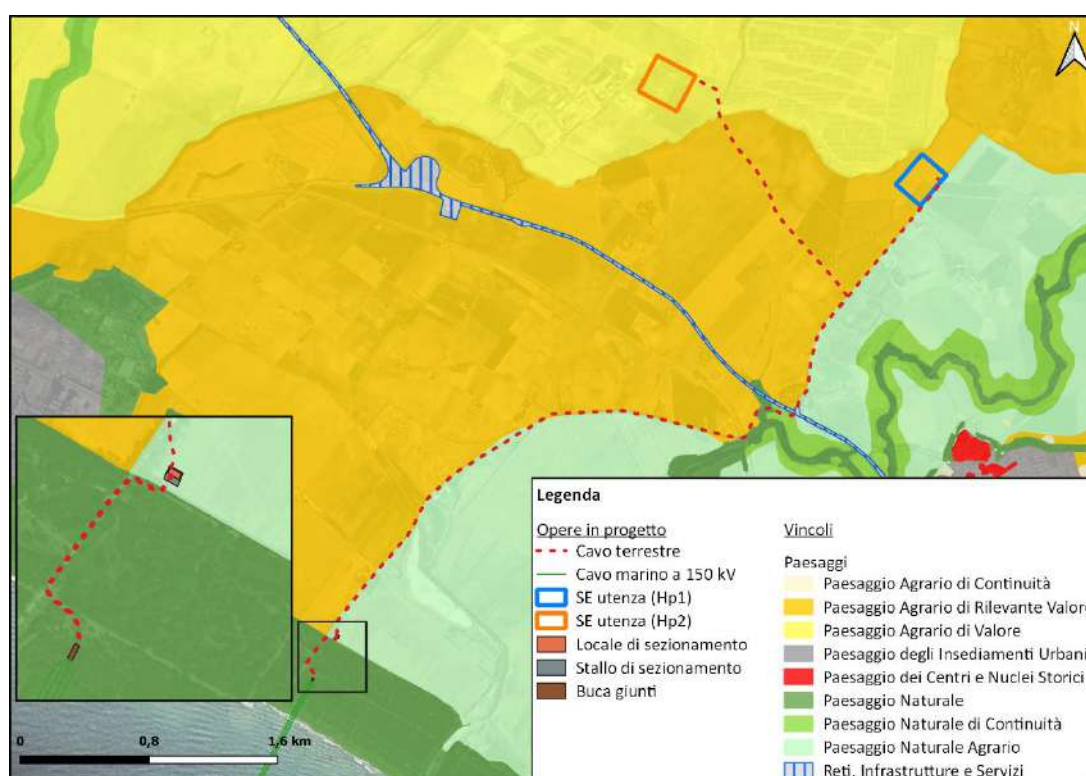 N
Legenda
Opere in progetto
Cavo terrestre
Cavo marino a 150 kV
SE utenza (Hp1)
SE utenza (Hp2)
Locale di sezionamento
Stallo di sezionamento
Buca giunti
Vincoli
Paesaggi
Paesaggio Agrario di Continuità
Paesaggio Agrario di Rilevante Valore
Paesaggio Agrario di Valore
Paesaggio degli Insediamenti Urbani
Paesaggio dei Centri e Nuclei Storici
Paesaggio Naturale
Paesaggio Naturale di Continuità
Paesaggio Naturale Agrario
Reti, Infrastrutture e Servizi
0 0,8 1,6 km